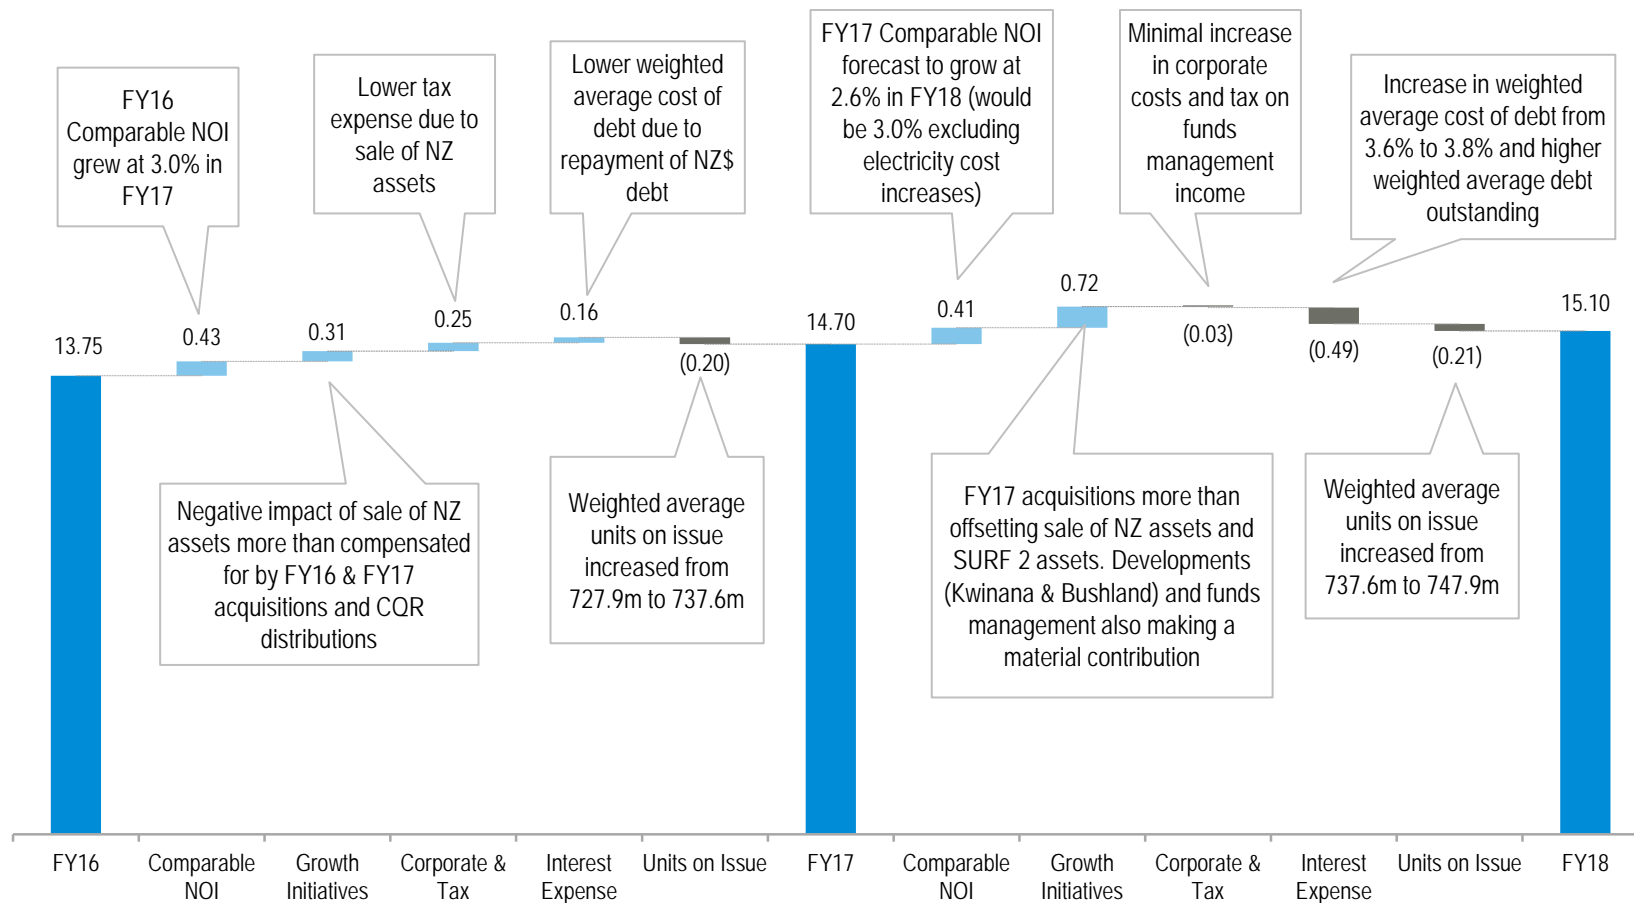 FY16
Comparable NOI
grew at 3.0% in
FY17
Lower tax
expense due to
sale of NZ
assets
Lower weighted
average cost of
debt due to
repayment of NZ$
debt
FY17 Comparable NOI
forecast to grow at
2.6% in FY18 (would
be 3.0% excluding
electricity cost
increases)
Minimal increase
in corporate
costs and tax on
funds
management
income
Increase in weighted
average cost of debt from
3.6% to 3.8% and higher
weighted average debt
outstanding
13.75
0.43
0.31
0.25
0.16
(0.20)
14.70
0.41
0.72
(0.03)
(0.49)
(0.21)
15.10
Negative impact of sale of NZ
assets more than compensated
for by FY16 & FY17
acquisitions and CQR
distributions
Weighted average
units on issue
increased from
727.9m to 737.6m
FY17 acquisitions more than
offsetting sale of NZ assets and
SURF 2 assets. Developments
(Kwinana & Bushland) and funds
management also making a
material contribution
Weighted average
units on issue
increased from
737.6m to 747.9m
FY16
Comparable
NOI
Growth
Initiatives
Corporate &
Tax
Interest
Expense
Units on Issue
FY17
Comparable
NOI
Growth
Initiatives
Corporate &
Tax
Interest
Expense
Units on Issue
FY18